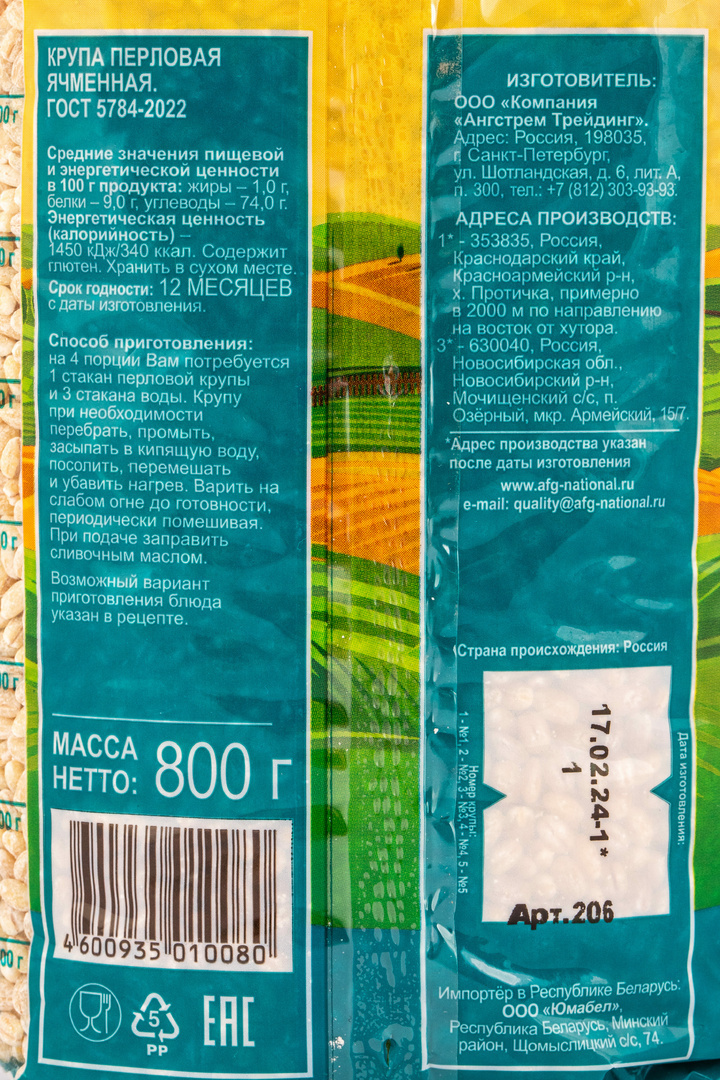 КРУПА ПЕРЛОВАЯ
ЯЧМЕННАЯ.
ГОСТ 5784-2022
Средние значения пищевой
и энергетической ценности
в 100 г продукта: жиры – 1,0 г,
белки – 9,0 г, углеводы – 74,0 г.
Энергетическая ценность
(калорийность) –
1450 кДж/340 ккал. Содержит
глютен. Хранить в сухом месте.
Срок годности: 12 МЕСЯЦЕВ
с даты изготовления.
Способ приготовления:
на 4 порции Вам потребуется
1 стакан перловой крупы
и 3 стакана воды. Крупу
при необходимости
перебрать, промыть,
засыпать в кипящую воду,
посолить, перемешать
и убавить нагрев. Варить на
слабом огне до готовности,
периодически помешивая.
При подаче заправить
сливочным маслом.
Возможный вариант
приготовления блюда
указан в рецепте.
МАССА
НЕТТО: 800 г
4 600935 010080
5
PP
EAC
ИЗГОТОВИТЕЛЬ:
ООО «Компания
«Ангстрем Трейдинг».
Адрес: Россия, 198035,
г. Санкт-Петербург,
ул. Шотландская, д. 6, лит. А,
п. 300, тел.: +7 (812) 303-93-93.
АДРЕСА ПРОИЗВОДСТВ:
1* - 353835, Россия,
Краснодарский край,
Красноармейский р-н,
х. Протичка, примерно
в 2000 м по направлению
на восток от хутора.
3* - 630040, Россия,
Новосибирская обл.,
Новосибирский р-н,
Мочищенский с/с, п.
Озёрный, мкр. Армейский, 15/7.
*Адрес производства указан
после даты изготовления
www.afg-national.ru
e-mail: quality@afg-national.ru
Страна происхождения: Россия
Дата изготовления:
17.02.24-1*
1
Номер крупы:
1 - №1, 2 - №2, 3 - №3, 4 - №4, 5 - №5
Арт.206
Импортёр в Республике Беларусь:
ООО «Юмабел»,
Республика Беларусь, Минский
район, Щомыслицкий с/с, 74.